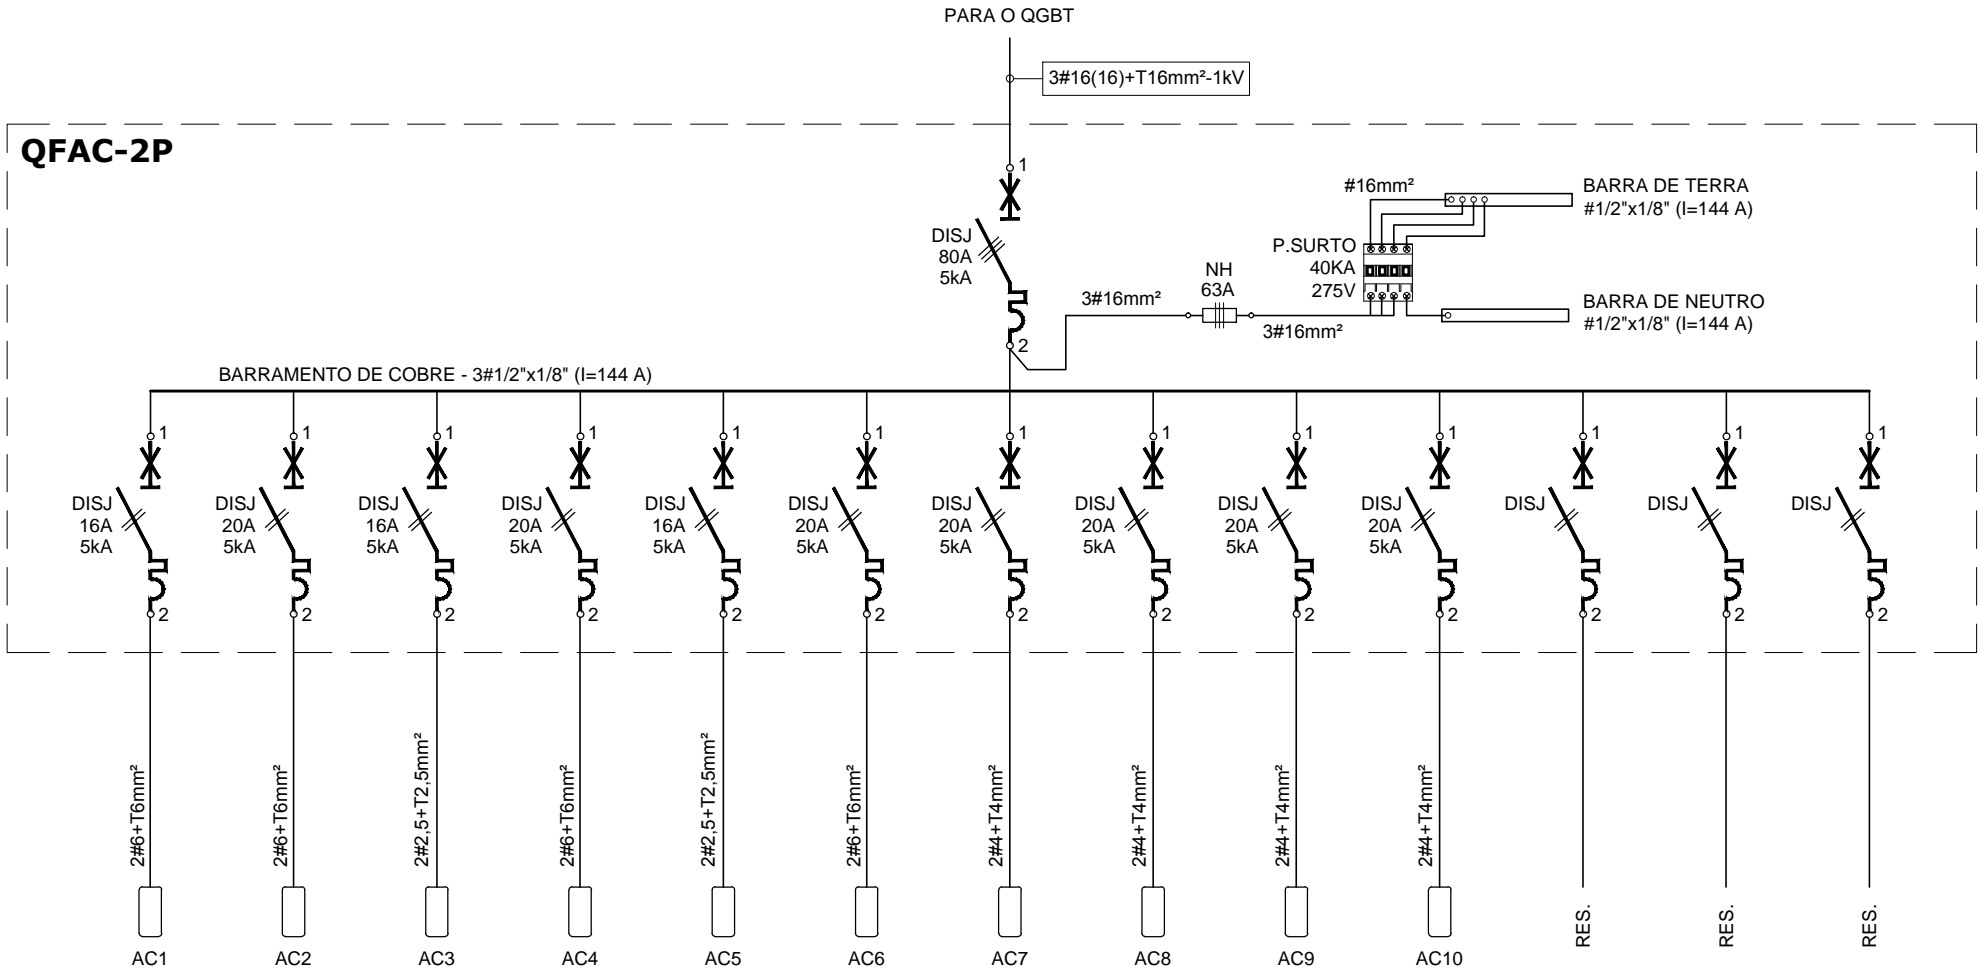 PARA O QGBT
3#16(16)+T16mm²-1kV
QFAC-2P
1
DISJ
80A
5kA
2
3#16mm²
NH
63A
3#16mm²
P.SURTO
40KA
275V
#16mm²
BARRA DE TERRA
#1/2"x1/8" (I=144 A)
BARRA DE NEUTRO
#1/2"x1/8" (I=144 A)
BARRAMENTO DE COBRE - 3#1/2"x1/8" (I=144 A)
1
DISJ
16A
5kA
2
2#6+T6mm²
AC1
1
DISJ
20A
5kA
2
2#6+T6mm²
AC2
1
DISJ
16A
5kA
2
2#2,5+T2,5mm²
AC3
1
DISJ
20A
5kA
2
2#6+T6mm²
AC4
1
DISJ
16A
5kA
2
2#2,5+T2,5mm²
AC5
1
DISJ
20A
5kA
2
2#6+T6mm²
AC6
1
DISJ
20A
5kA
2
2#4+T4mm²
AC7
1
DISJ
20A
5kA
2
2#4+T4mm²
AC8
1
DISJ
20A
5kA
2
2#4+T4mm²
AC9
1
DISJ
20A
5kA
2
2#4+T4mm²
AC10
1
DISJ
2
RES.
1
DISJ
2
RES.
1
DISJ
2
RES.